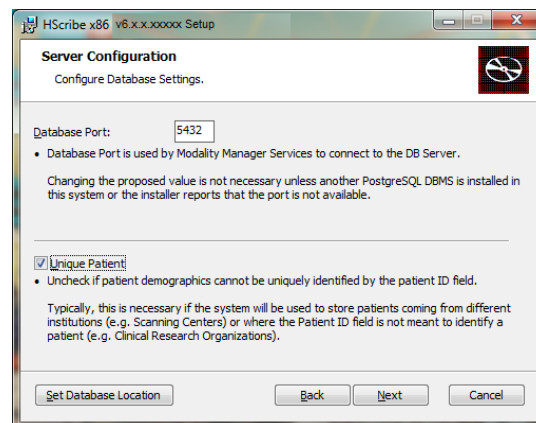 HScribe x86 v6.x.x.xxxxx Setup
Server Configuration
Configure Database Settings.
Database Port: 5432
• Database Port is used by Modality Manager Services to connect to the DB Server.
Changing the proposed value is not necessary unless another PostgreSQL DBMS is installed in
this system or the installer reports that the port is not available.
Unique Patient
• Uncheck if patient demographics cannot be uniquely identified by the patient ID field.
Typically, this is necessary if the system will be used to store patients coming from different
institutions (e.g. Scanning Centers) or where the Patient ID field is not meant to identify a
patient (e.g. Clinical Research Organizations).
Set Database Location Back Next Cancel